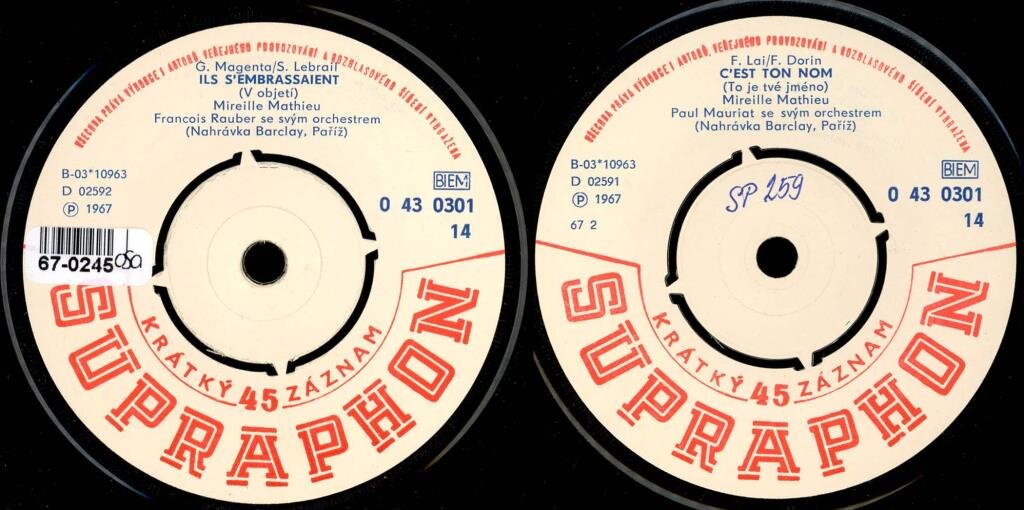 VŠECHNA PRÁVA VÝROBCE I AUTORŮ, VEŘEJNÉHO PROVOZOVÁNÍ A ROZHLASOVÉHO ŠÍŘENÍ VYHRAZENA
G. Magenta/S. Lebrail
ILS S'EMBRASSAIENT
(V objetí)
Mireille Mathieu
Francois Rauber se svým orchestrem
(Nahrávka Barclay, Paříž)
B-03*10963
D 02592
Ⓟ 1967
BIEM
0 43 0301
14
67-0245
osa
KRÁTKÝ 45 ZÁZNAM
SUPRAPHON
VŠECHNA PRÁVA VÝROBCE I AUTORŮ, VEŘEJNÉHO PROVOZOVÁNÍ A ROZHLASOVÉHO ŠÍŘENÍ VYHRAZENA
F. Lai/F. Dorin
C'EST TON NOM
(To je tvé jméno)
Mireille Mathieu
Paul Mauriat se svým orchestrem
(Nahrávka Barclay, Paříž)
B-03*10963
D 02591
Ⓟ 1967
67 2
SP 259
BIEM
0 43 0301
14
KRÁTKÝ 45 ZÁZNAM
SUPRAPHON